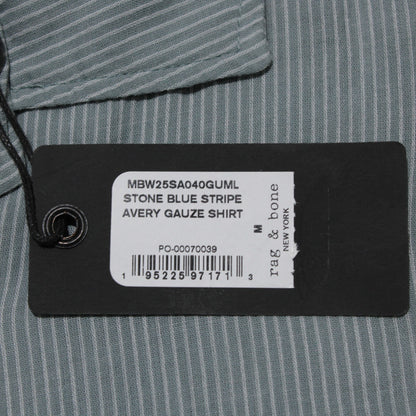 MBW25SA040GUML
STONE BLUE STRIPE
AVERY GAUZE SHIRT
PO-00070039
1 95225 97171 3
M
rag & bone
NEW YORK